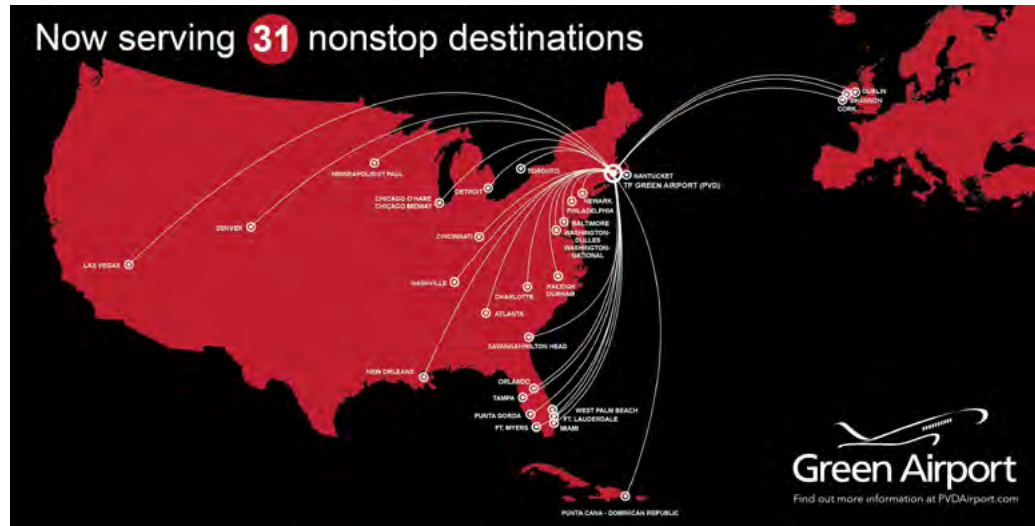 Now serving 31 nonstop destinations
DUBLIN
SHANNON
CORK
MINNEAPOLIS/ST PAUL
TORONTO
NANTUCKET
TF GREEN AIRPORT (PVD)
DETROIT
CHICAGO-O'HARE
CHICAGO MIDWAY
NEWARK
PHILADELPHIA
DENVER
BALTIMORE
CINCINNATI
WASHINGTON-
DULLES
WASHINGTON-
NATIONAL
LAS VEGAS
NASHVILLE
CHARLOTTE
RALEIGH
DURHAM
ATLANTA
SAVANNAH/HILTON HEAD
NEW ORLEANS
ORLANDO
TAMPA
WEST PALM BEACH
PUNTA GORDA
FT. LAUDERDALE
FT. MYERS
MIAMI
Green Airport
Find out more information at PVDAirport.com
PUNTA CANA - DOMINICAN REPUBLIC